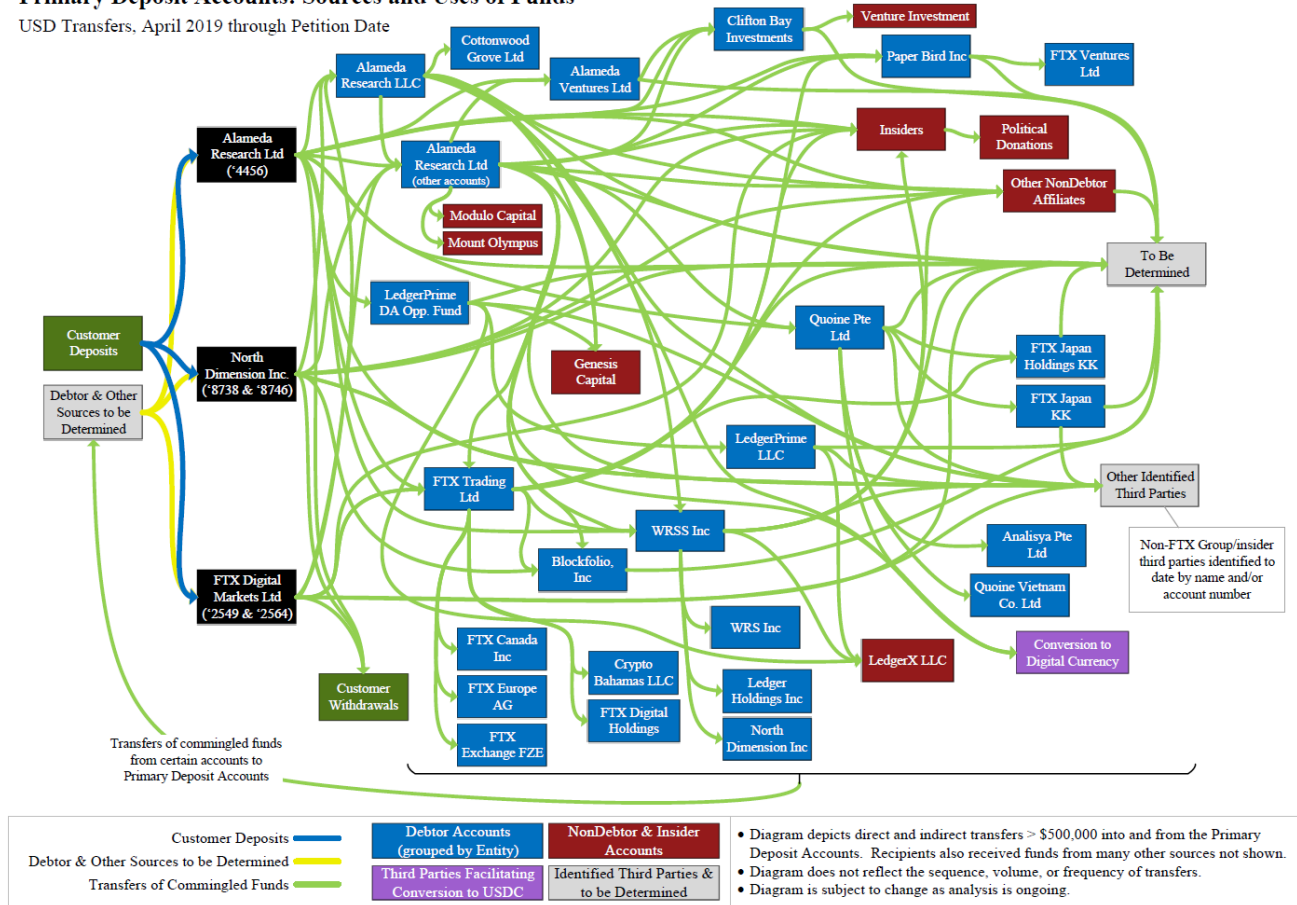 Primary Deposit Accounts: Sources and Uses of Funds
USD Transfers, April 2019 through Petition Date
Clifton Bay
Investments
Venture Investment
Cottonwood
Grove Ltd
Alameda
Research LLC
Alameda
Ventures Ltd
Paper Bird Inc
FTX Ventures
Ltd
Alameda
Research Ltd
(‘4456)
Insiders
Political
Donations
Alameda
Research Ltd
(other accounts)
Other NonDebtor
Affiliates
Modulo Capital
Mount Olympus
To Be
Determined
LedgerPrime
DA Opp. Fund
Quoine Pte
Ltd
Customer
Deposits
North
Dimension Inc.
(‘8738 & ‘8746)
Genesis
Capital
FTX Japan
Holdings KK
Debtor & Other
Sources to be
Determined
FTX Japan
KK
LedgerPrime
LLC
FTX Trading
Ltd
Other Identified
Third Parties
WRSS Inc
Analisya Pte
Ltd
Non-FTX Group/insider
third parties identified to
date by name and/or
account number
Blockfolio,
Inc
FTX Digital
Markets Ltd
(‘2549 & ‘2564)
Quoine Vietnam
Co. Ltd
WRS Inc
FTX Canada
Inc
Crypto
Bahamas LLC
LedgerX LLC
Conversion to
Digital Currency
Customer
Withdrawals
FTX Europe
AG
Ledger
Holdings Inc
FTX Digital
Holdings
FTX
Exchange FZE
North
Dimension Inc
Transfers of commingled funds
from certain accounts to
Primary Deposit Accounts
Customer Deposits
Debtor & Other Sources to be Determined
Transfers of Commingled Funds
Debtor Accounts
(grouped by Entity)
NonDebtor & Insider
Accounts
Third Parties Facilitating
Conversion to USDC
Identified Third Parties &
to be Determined
• Diagram depicts direct and indirect transfers > $500,000 into and from the Primary
Deposit Accounts. Recipients also received funds from many other sources not shown.
• Diagram does not reflect the sequence, volume, or frequency of transfers.
• Diagram is subject to change as analysis is ongoing.